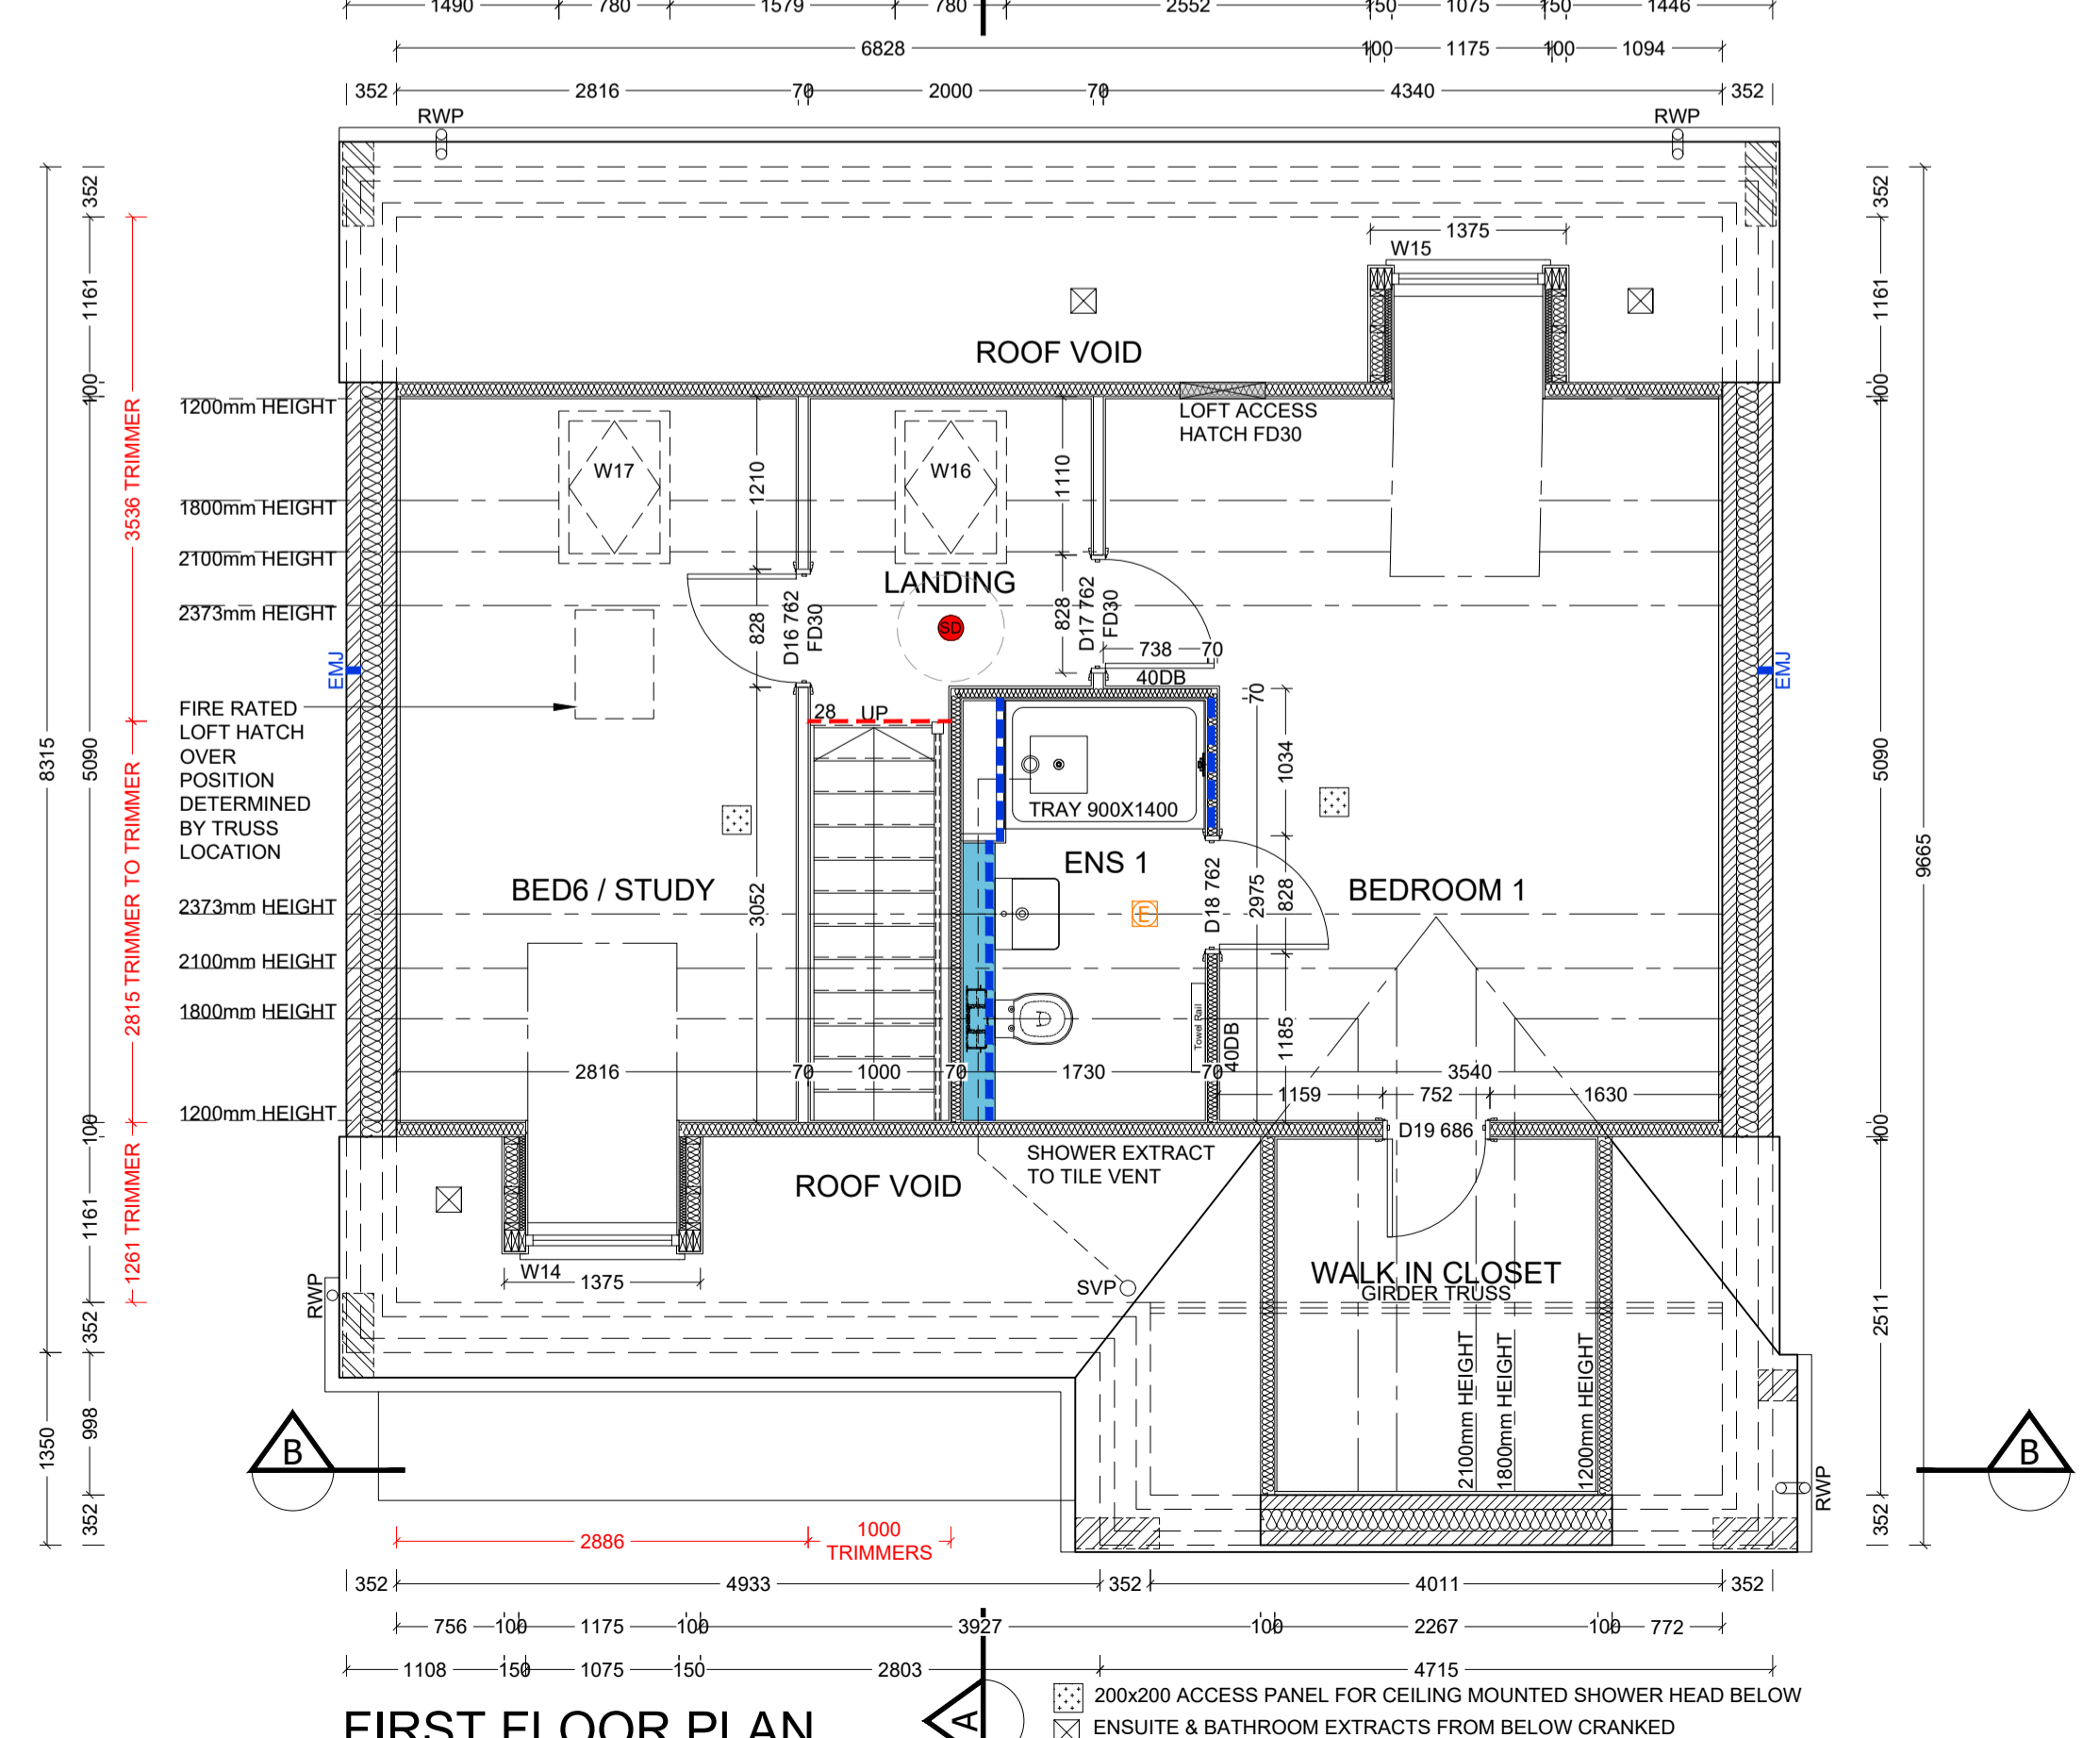 1490 780 1579 780 2552 150 1075 150 1446
6828 100 1175 100 1094
352 2816 70 2000 70 4340 352
RWP RWP
352 1161 100 5090 100 1161 352 998 352
8315 1350
3536 TRIMMER
2815 TRIMMER TO TRIMMER
1261 TRIMMER
1375
W15
ROOF VOID
1200mm HEIGHT
LOFT ACCESS
HATCH FD30
W17 W16
1210 1110
1800mm HEIGHT
2100mm HEIGHT
LANDING
2373mm HEIGHT
828 D16 762
FD30
SD
828 D17 762
FD30
738 70
40DB
EMJ EMJ
FIRE RATED
LOFT HATCH
OVER
POSITION
DETERMINED
BY TRUSS
LOCATION
28 UP
70
1034
TRAY 900X1400
ENS 1
BED6 / STUDY
3052
D18 762
2975
828
BEDROOM 1
2373mm HEIGHT
E
2100mm HEIGHT
1800mm HEIGHT
Towel Rail
40DB
1185
2816 70 1000 70 1730 70 3540
1159 752 1630
1200mm HEIGHT
D19 686
SHOWER EXTRACT
TO TILE VENT
ROOF VOID
W14
1375
SVP
WALK IN CLOSET
GIRDER TRUSS
2100mm HEIGHT
1800mm HEIGHT
1200mm HEIGHT
RWP
RWP
352 1161 100 5090 100 2511 352
9665
B B
2886 1000
TRIMMERS
352 4933 352 4011 352
756 100 1175 100 3927 100 2267 100 772
1108 150 1075 150 2803 4715
A
200x200 ACCESS PANEL FOR CEILING MOUNTED SHOWER HEAD BELOW
ENSUITE & BATHROOM EXTRACTS FROM BELOW CRANKED
FIRST FLOOR PLAN